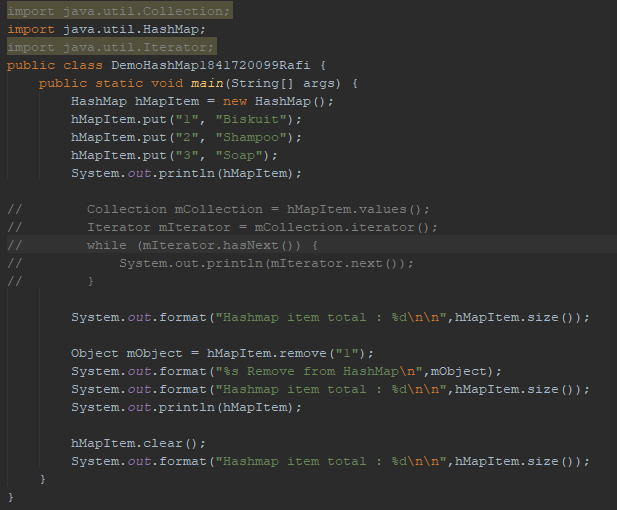 import java.util.Collection;
import java.util.HashMap;
import java.util.Iterator;
public class DemoHashMap1841720099Rafi {
    public static void main(String[] args) {
        HashMap hMapItem = new HashMap();
        hMapItem.put("1", "Biskuit");
        hMapItem.put("2", "Shampoo");
        hMapItem.put("3", "Soap");
        System.out.println(hMapItem);

//        Collection mCollection = hMapItem.values();
//        Iterator mIterator = mCollection.iterator();
//        while (mIterator.hasNext()) {
//            System.out.println(mIterator.next());
//        }

        System.out.format("Hashmap item total : %d\n\n",hMapItem.size());

        Object mObject = hMapItem.remove("1");
        System.out.format("%s Remove from HashMap\n",mObject);
        System.out.format("Hashmap item total : %d\n\n",hMapItem.size());
        System.out.println(hMapItem);

        hMapItem.clear();
        System.out.format("Hashmap item total : %d\n\n",hMapItem.size());
    }
}